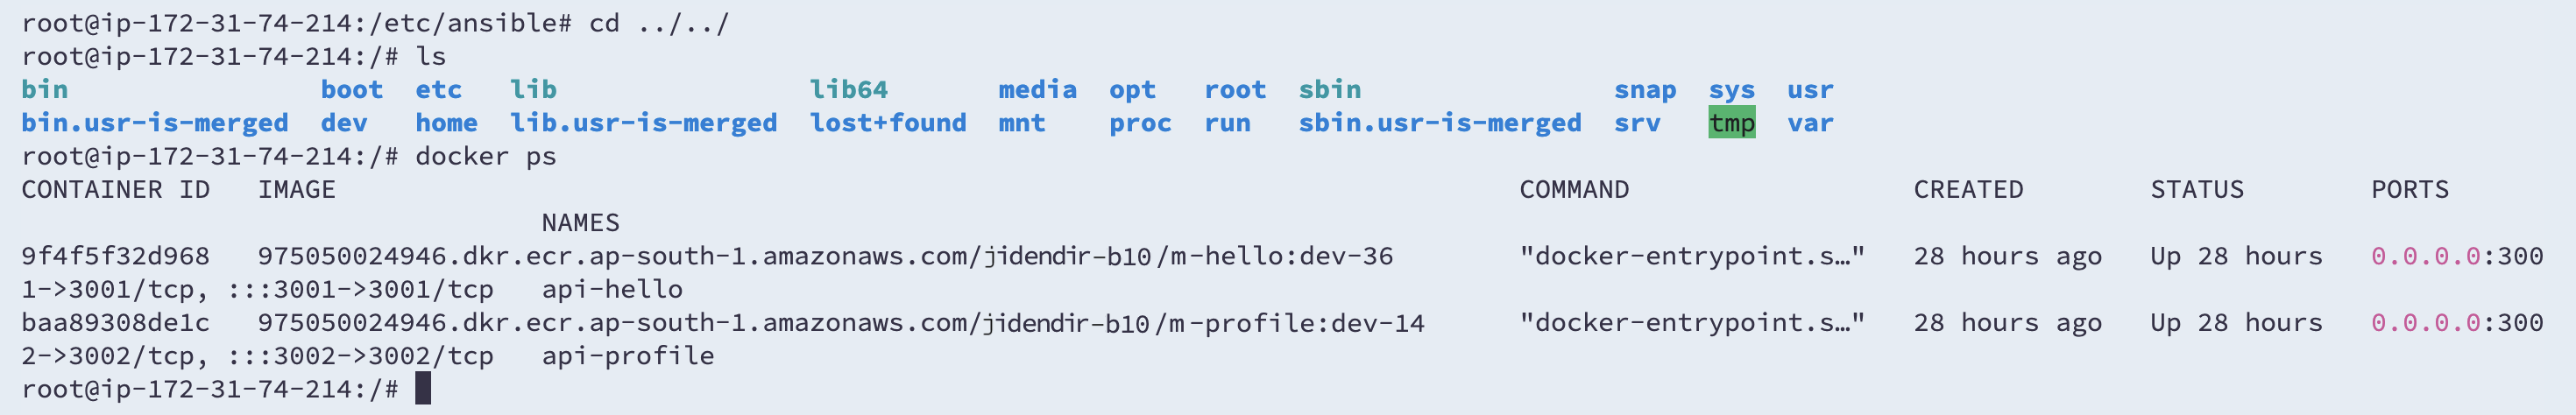 root@ip-172-31-74-214:/etc/ansible# cd ../../
root@ip-172-31-74-214:/# ls
bin                boot  etc   lib                lib64       media  opt   root  sbin                snap  sys  usr
bin.usr-is-merged  dev   home  lib.usr-is-merged  lost+found  mnt    proc  run   sbin.usr-is-merged  srv   tmp  var
root@ip-172-31-74-214:/# docker ps
CONTAINER ID   IMAGE                                                                           COMMAND                  CREATED        STATUS        PORTS
                                 NAMES
9f4f5f32d968   975050024946.dkr.ecr.ap-south-1.amazonaws.com/jidendir-b10/m-hello:dev-36        "docker-entrypoint.s…"   28 hours ago   Up 28 hours   0.0.0.0:300
1->3001/tcp, :::3001->3001/tcp   api-hello
baa89308de1c   975050024946.dkr.ecr.ap-south-1.amazonaws.com/jidendir-b10/m-profile:dev-14      "docker-entrypoint.s…"   28 hours ago   Up 28 hours   0.0.0.0:300
2->3002/tcp, :::3002->3002/tcp   api-profile
root@ip-172-31-74-214:/#